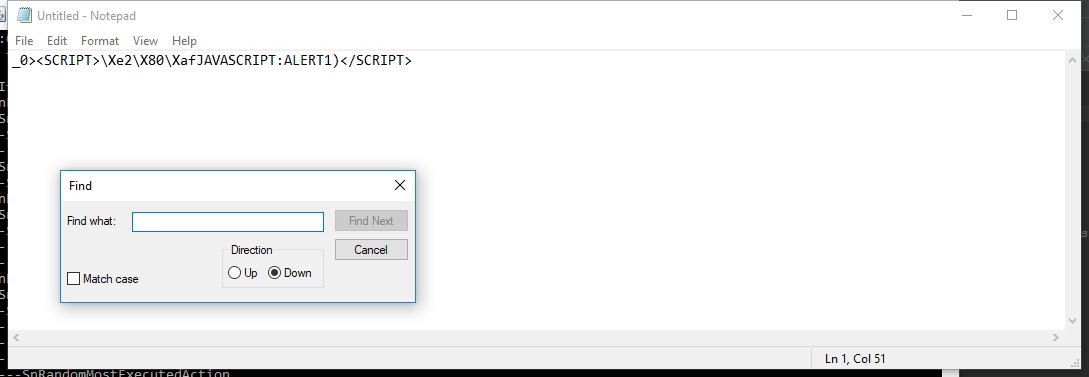 Untitled - Notepad
File Edit Format View Help
_0><SCRIPT>\Xe2\X80\XafJAVASCRIPT:ALERT1)</SCRIPT>
Find
Find what:
Find Next
Direction
Cancel
Up Down
Match case
Ln 1, Col 51
---SnRandomMostExecutedAction